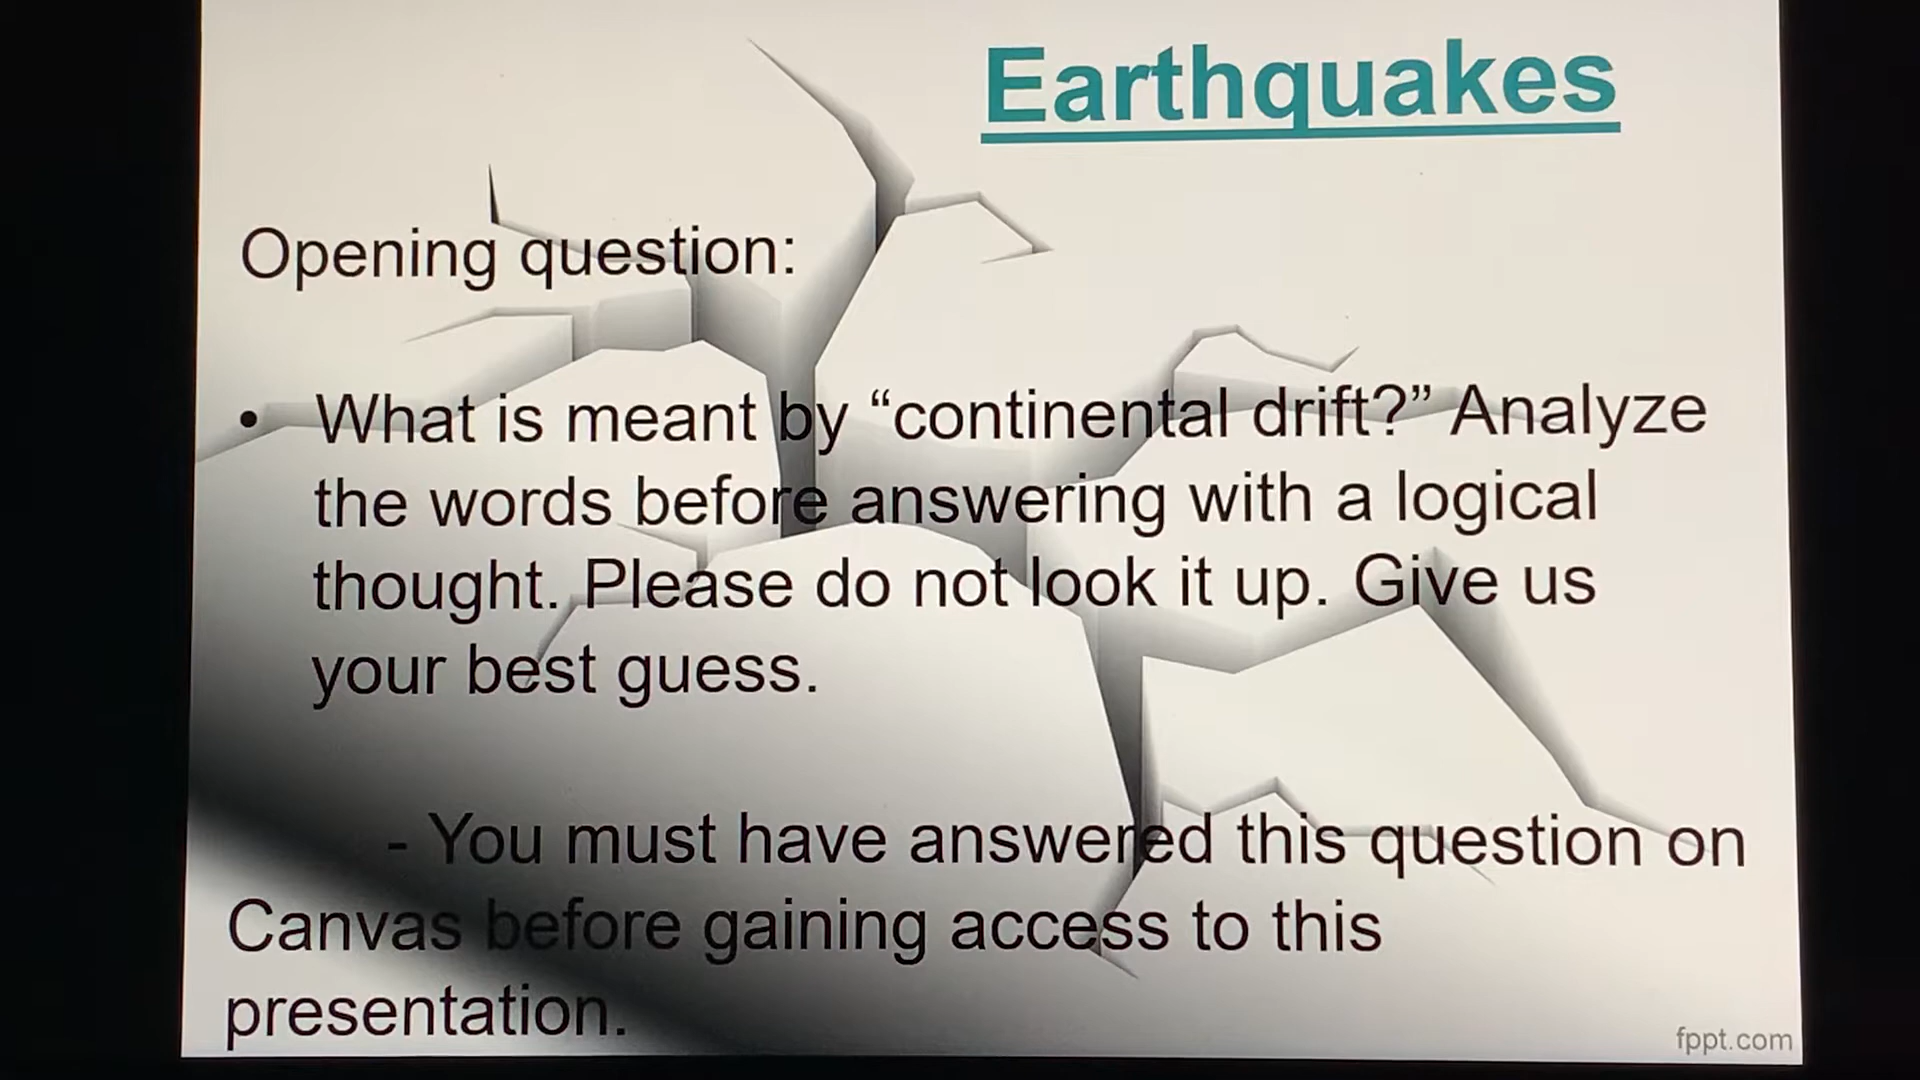 Earthquakes
Opening question:
• What is meant by “continental drift?” Analyze
the words before answering with a logical
thought. Please do not look it up. Give us
your best guess.
- You must have answered this question on
Canvas before gaining access to this
presentation.
fppt.com